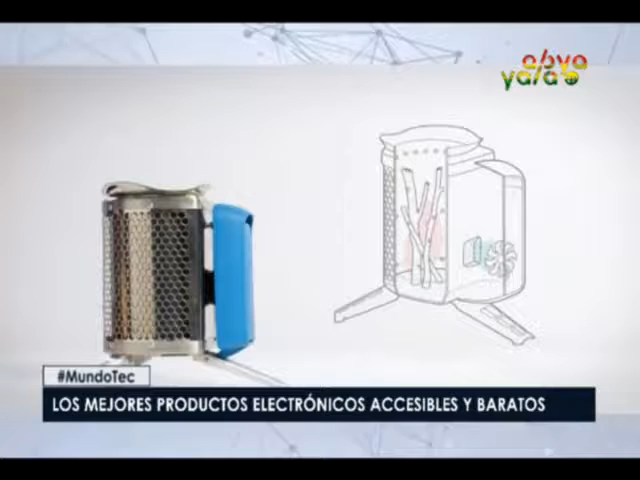 abya
yala
#MundoTec
LOS MEJORES PRODUCTOS ELECTRÓNICOS ACCESIBLES Y BARATOS